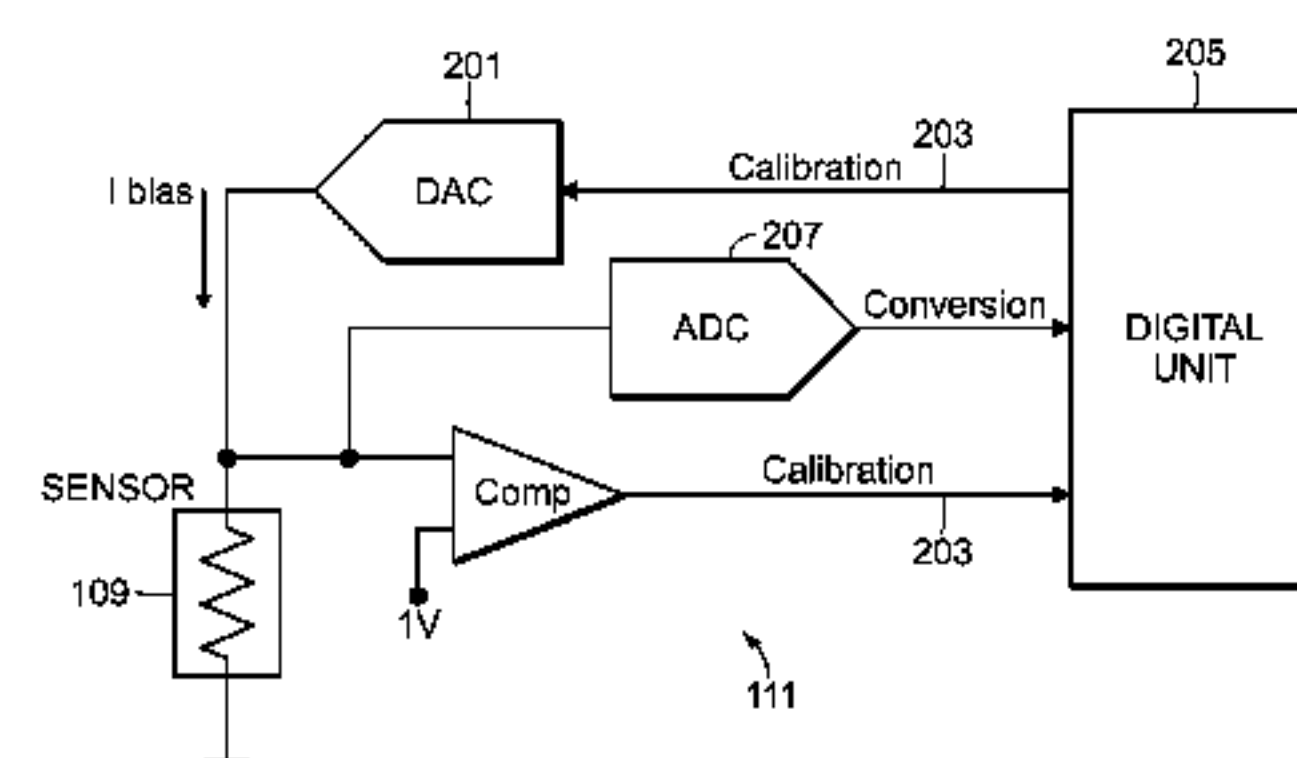 201
205
203
Calibration
I bias
DAC
207
Conversion
ADC
DIGITAL
UNIT
SENSOR
Comp
Calibration
203
109
1V
111